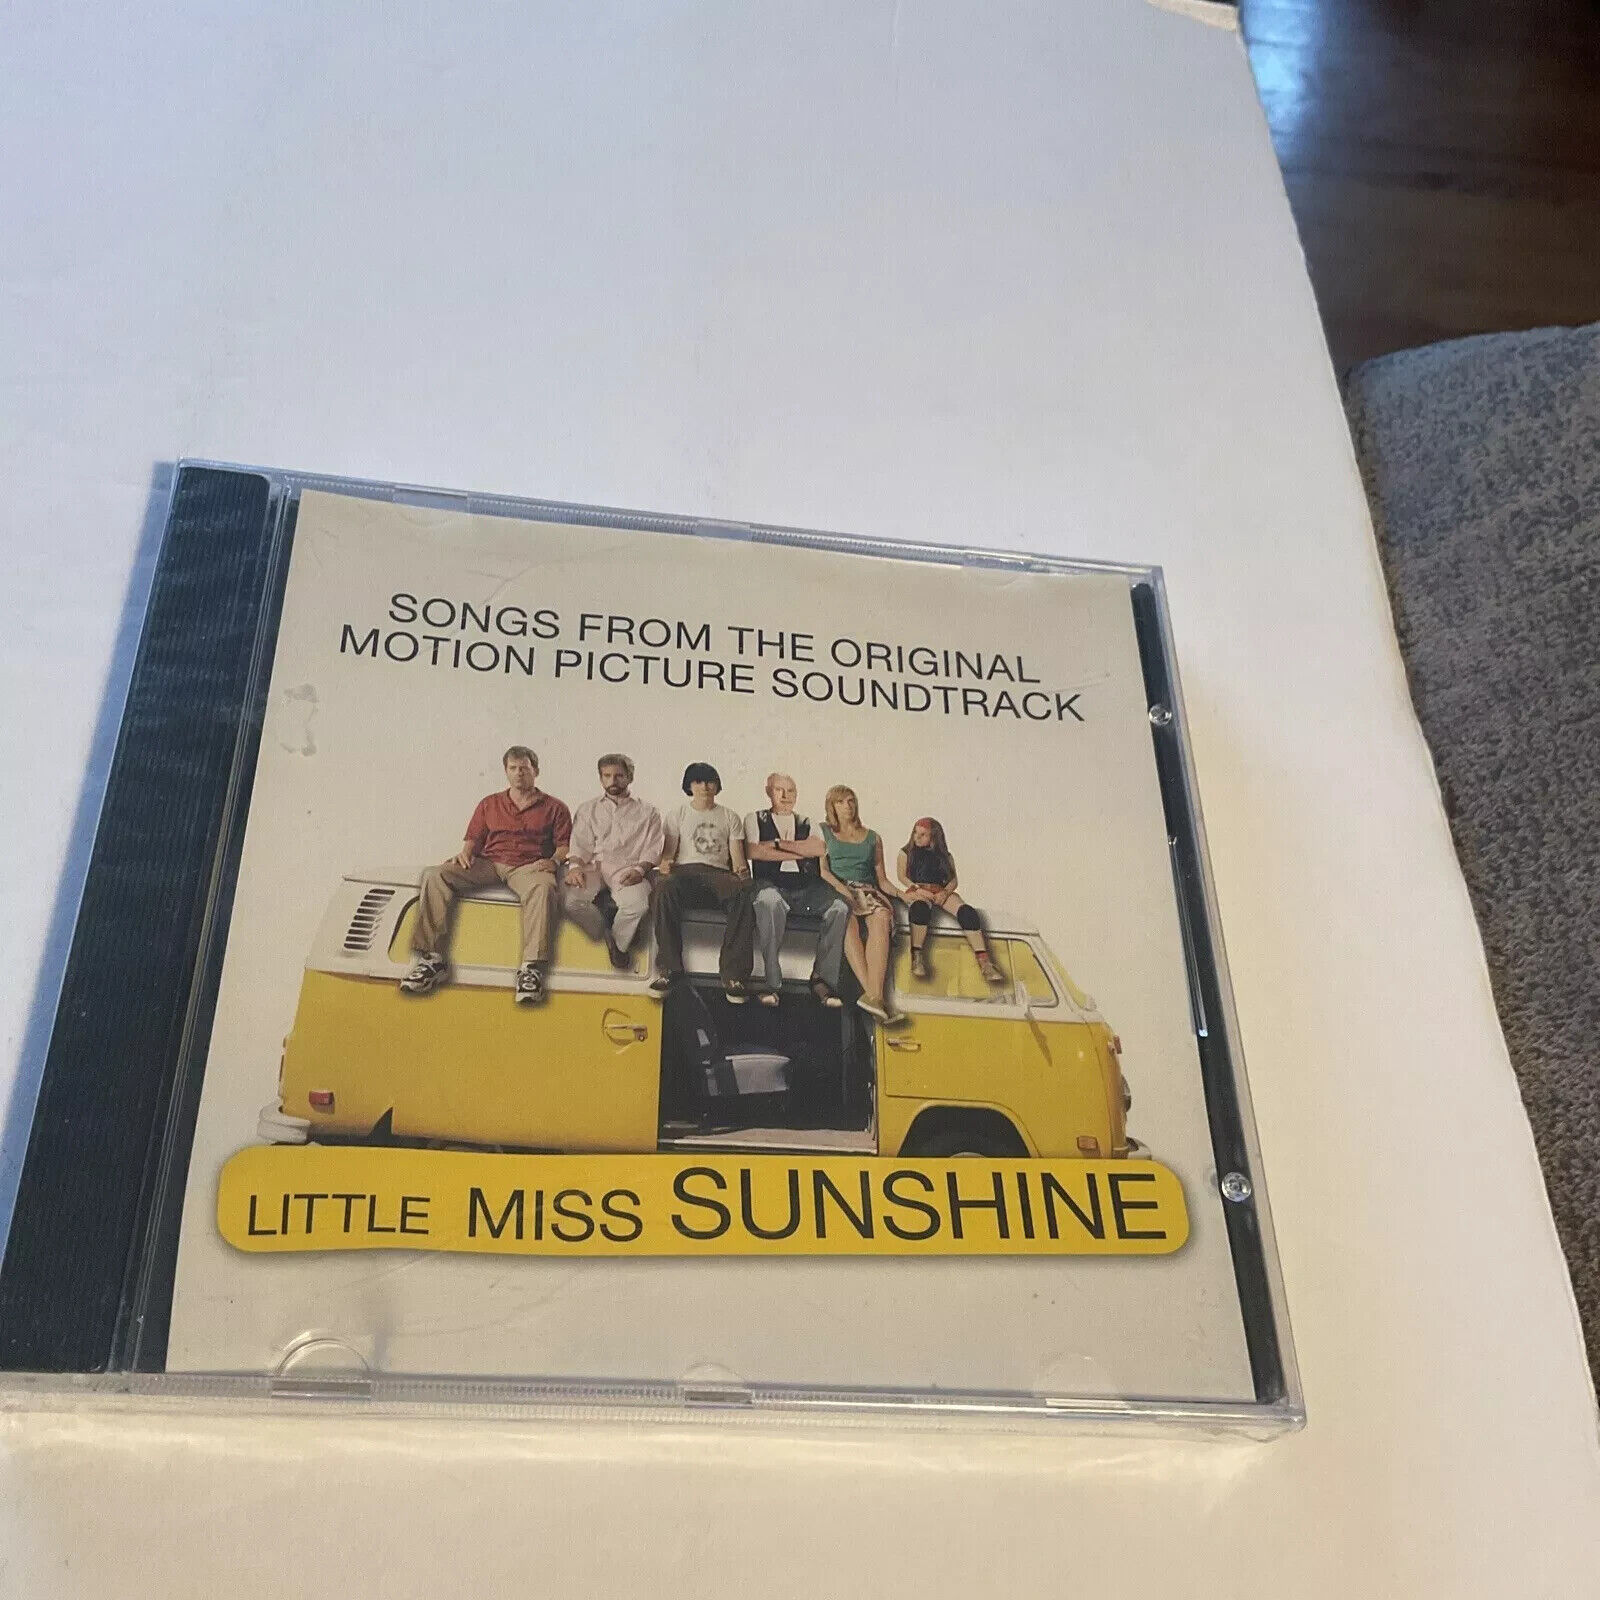 SONGS FROM THE ORIGINAL
MOTION PICTURE SOUNDTRACK
LITTLE MISS SUNSHINE